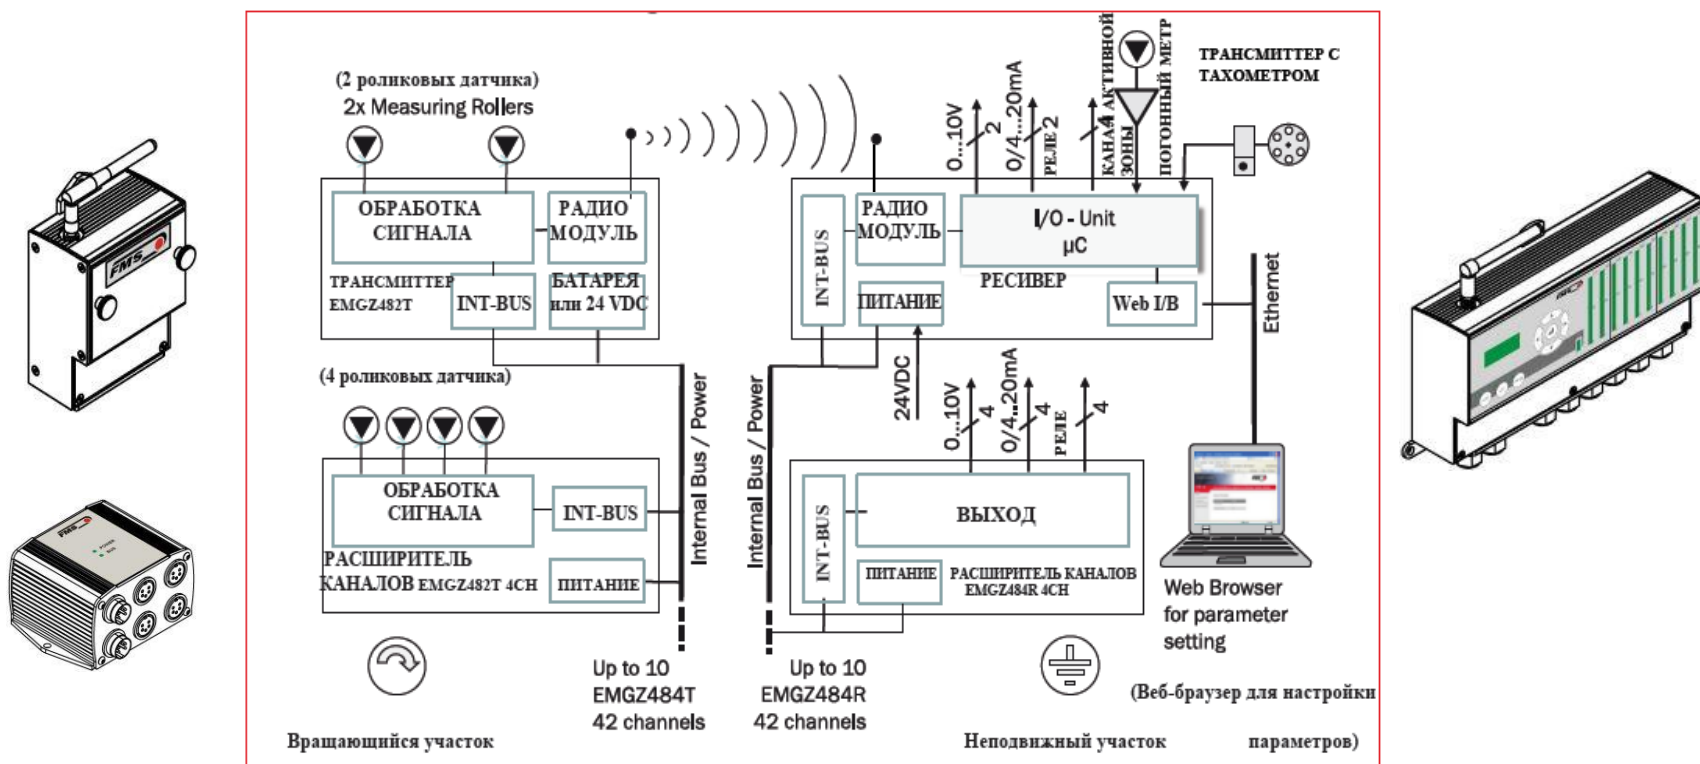 (2 роликовых датчика)
2x Measuring Rollers
ОБРАБОТКА
СИГНАЛА
РАДИО
МОДУЛЬ
ТРАНСМИТТЕР
EMGZ482T
INT-BUS
БАТАРЕЯ
или 24 VDC
(4 роликовых датчика)
ОБРАБОТКА
СИГНАЛА
INT-BUS
РАСШИРИТЕЛЬ
КАНАЛОВ EMGZ482T 4CH
ПИТАНИЕ
Internal Bus / Power
Up to 10
EMGZ484T
42 channels
Вращающийся участок
0...10V
2
0/4...20mA
2
РЕЛЕ
4
КАНАЛ АКТИВНОЙ
ЗОНЫ
ПОГОННЫЙ МЕТР
ТРАНСМИТТЕР С
ТАХОМЕТРОМ
INT-BUS
РАДИО
МОДУЛЬ
I/O - Unit
µC
РЕСИВЕР
ПИТАНИЕ
Web I/B
Ethernet
24VDC
Internal Bus / Power
0...10V
4
0/4...20mA
4
РЕЛЕ
4
INT-BUS
ВЫХОД
ПИТАНИЕ
РАСШИРИТЕЛЬ КАНАЛОВ
EMGZ484R 4CH
Up to 10
EMGZ484R
42 channels
Web Browser
for parameter
setting
(Веб-браузер для настройки
параметров)
Неподвижный участок
FMS
FMS
POWER
BUS